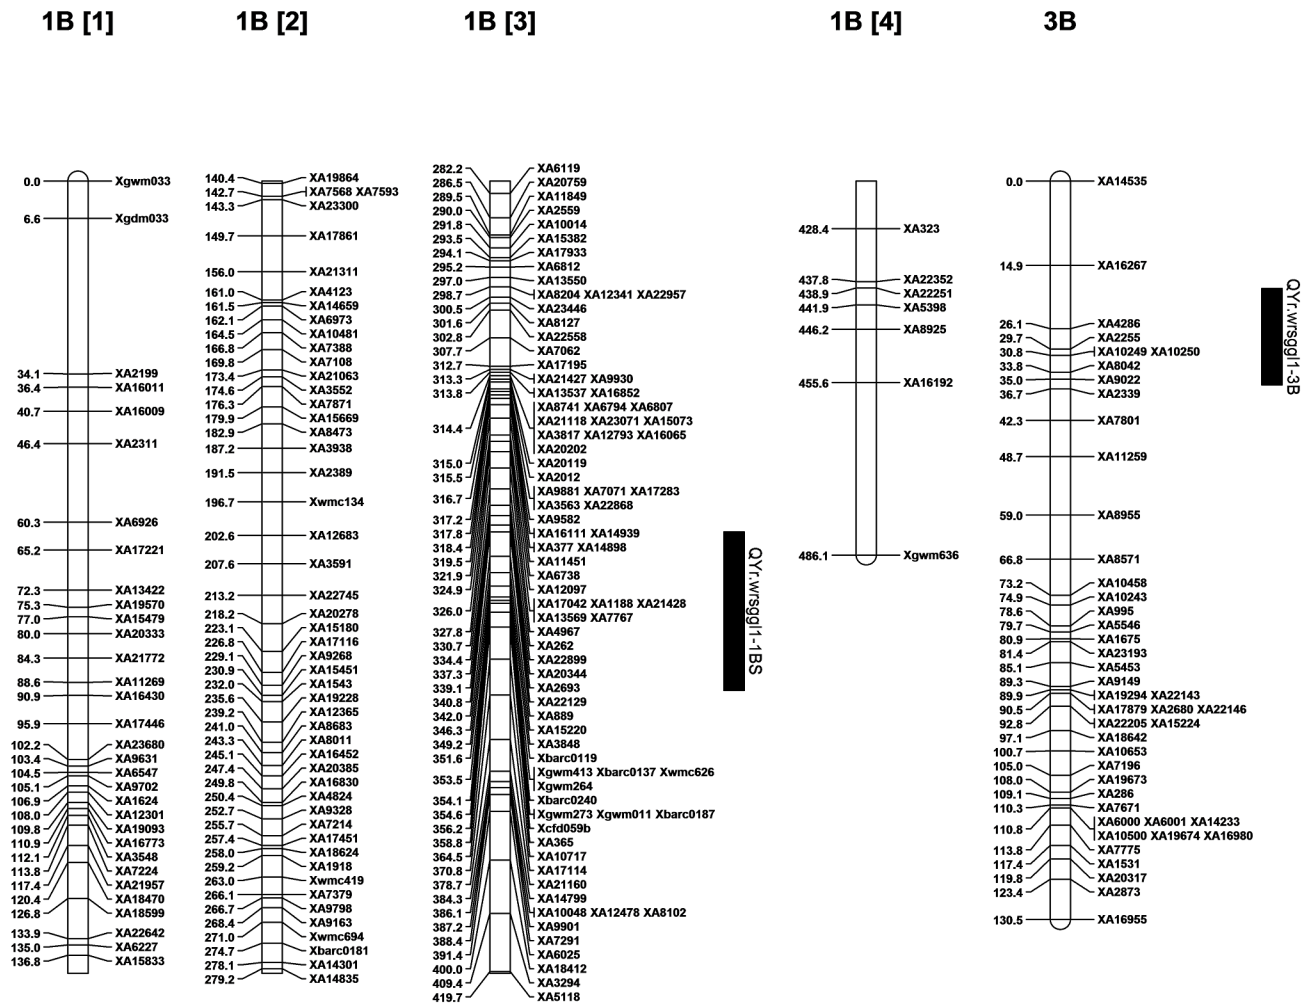 1B [1] 1B [2] 1B [3] 1B [4] 3B
0.0 Xgwm033
6.6 Xgdm033
34.1 XA2199
36.4 XA16011
40.7 XA16009
46.4 XA2311
60.3 XA6926
65.2 XA17221
72.3 XA13422
75.3 XA19570
77.0 XA15479
80.0 XA20333
84.3 XA21772
88.6 XA11269
90.9 XA16430
95.9 XA17446
102.2 XA23680
103.4 XA9631
104.5 XA6547
105.1 XA9702
106.9 XA1624
108.0 XA12301
109.8 XA19093
110.9 XA16773
112.1 XA3548
113.8 XA7224
117.4 XA21957
120.4 XA18470
126.8 XA18599
133.9 XA22642
135.0 XA6227
136.8 XA15833
140.4 XA19864
142.7 XA7568 XA7593
143.3 XA23300
149.7 XA17861
156.0 XA21311
161.0 XA4123
161.5 XA14659
162.1 XA6973
164.5 XA10481
166.8 XA7388
169.8 XA7108
173.4 XA21063
174.6 XA3552
176.3 XA7871
179.9 XA15669
182.9 XA8473
187.2 XA3938
191.5 XA2389
196.7 Xwmc134
202.6 XA12683
207.6 XA3591
213.2 XA22745
218.2 XA20278
223.1 XA15180
226.8 XA17116
229.1 XA9268
230.9 XA15451
232.0 XA1543
235.6 XA19228
239.2 XA12365
241.0 XA8683
243.3 XA8011
245.1 XA16452
247.4 XA20385
249.8 XA16830
250.4 XA4824
252.7 XA9328
255.7 XA7214
257.4 XA17451
258.0 XA18624
259.2 XA1918
263.0 Xwmc419
266.1 XA7379
266.7 XA9798
268.4 XA9163
271.0 Xwmc694
274.7 Xbarc0181
278.1 XA14301
279.2 XA14835
282.2 XA6119
286.5 XA20759
289.5 XA11849
290.0 XA2559
291.8 XA10014
293.5 XA15382
294.1 XA17933
295.2 XA6812
297.0 XA13550
298.7 XA8204 XA12341 XA22957
300.5 XA23446
301.6 XA8127
302.8 XA22558
307.7 XA7062
312.7 XA17195
313.3 XA21427 XA9930
313.8 XA13537 XA16852
XA8741 XA6794 XA6807
314.4 XA21118 XA23071 XA15073
XA3817 XA12793 XA16065
XA20202
315.0 XA20119
315.5 XA2012
316.7 XA9881 XA7071 XA17283
XA3563 XA22868
317.2 XA9582
317.8 XA16111 XA14939
318.4 XA377 XA14898
319.5 XA11451
321.9 XA6738
324.9 XA12097
326.0 XA17042 XA1188 XA21428
XA13569 XA7767
327.8 XA4967
330.7 XA262
334.4 XA22899
337.3 XA20344
339.1 XA2693
340.8 XA22129
342.0 XA889
346.3 XA15220
349.2 XA3848
351.6 Xbarc0119
353.5 Xgwm413 Xbarc0137 Xwmc626
Xgwm264
354.1 Xbarc0240
354.6 Xgwm273 Xgwm011 Xbarc0187
356.2 Xcfd059b
358.8 XA365
364.5 XA10717
370.8 XA17114
378.7 XA21160
384.3 XA14799
386.1 XA10048 XA12478 XA8102
387.2 XA9901
388.4 XA7291
391.4 XA6025
400.0 XA18412
409.4 XA3294
419.7 XA5118
QYr.wrsggl1-1BS
428.4 XA323
437.8 XA22352
438.9 XA22251
441.9 XA5398
446.2 XA8925
455.6 XA16192
486.1 Xgwm636
0.0 XA14535
14.9 XA16267
26.1 XA4286
29.7 XA2255
30.8 XA10249 XA10250
33.8 XA8042
35.0 XA9022
36.7 XA2339
42.3 XA7801
48.7 XA11259
59.0 XA8955
66.8 XA8571
73.2 XA10458
74.9 XA10243
78.6 XA995
79.7 XA5546
80.9 XA1675
81.4 XA23193
85.1 XA5453
89.3 XA9149
89.9 XA19294 XA22143
90.5 XA17879 XA2680 XA22146
92.8 XA22205 XA15224
97.1 XA18642
100.7 XA10653
105.0 XA7196
108.0 XA19673
109.1 XA286
110.3 XA7671
110.8 XA6000 XA6001 XA14233
XA10500 XA19674 XA16980
113.8 XA7775
117.4 XA1531
119.8 XA20317
123.4 XA2873
130.5 XA16955
QYr.wrsggl1-3B